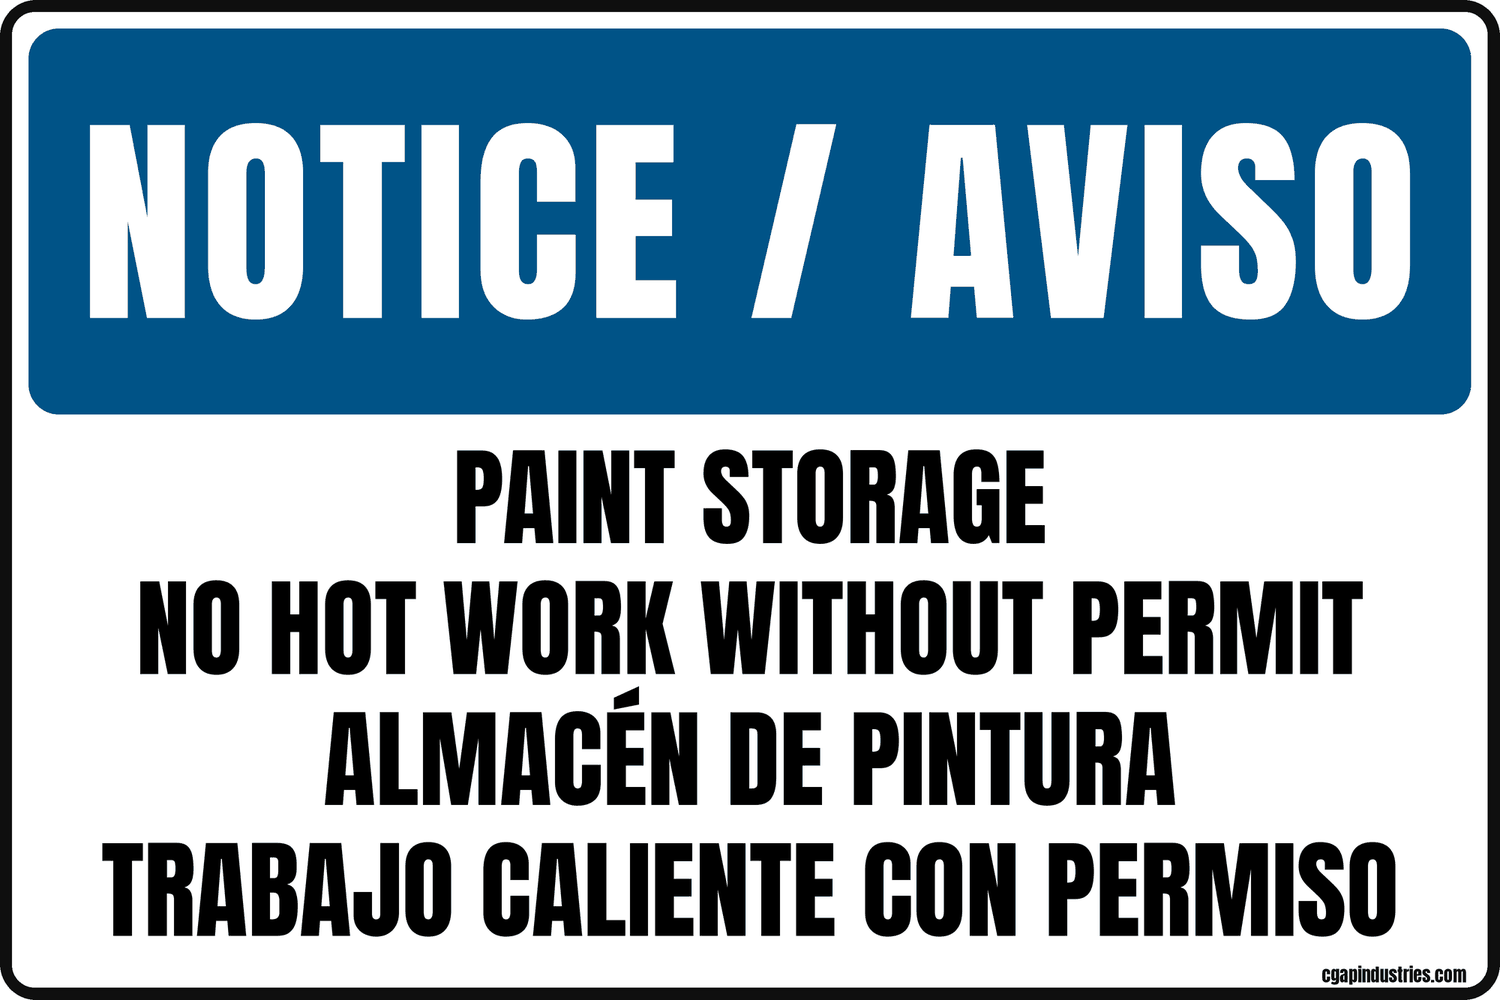 NOTICE / AVISO
PAINT STORAGE
NO HOT WORK WITHOUT PERMIT
ALMACÉN DE PINTURA
TRABAJO CALIENTE CON PERMISO
cgapindustries.com